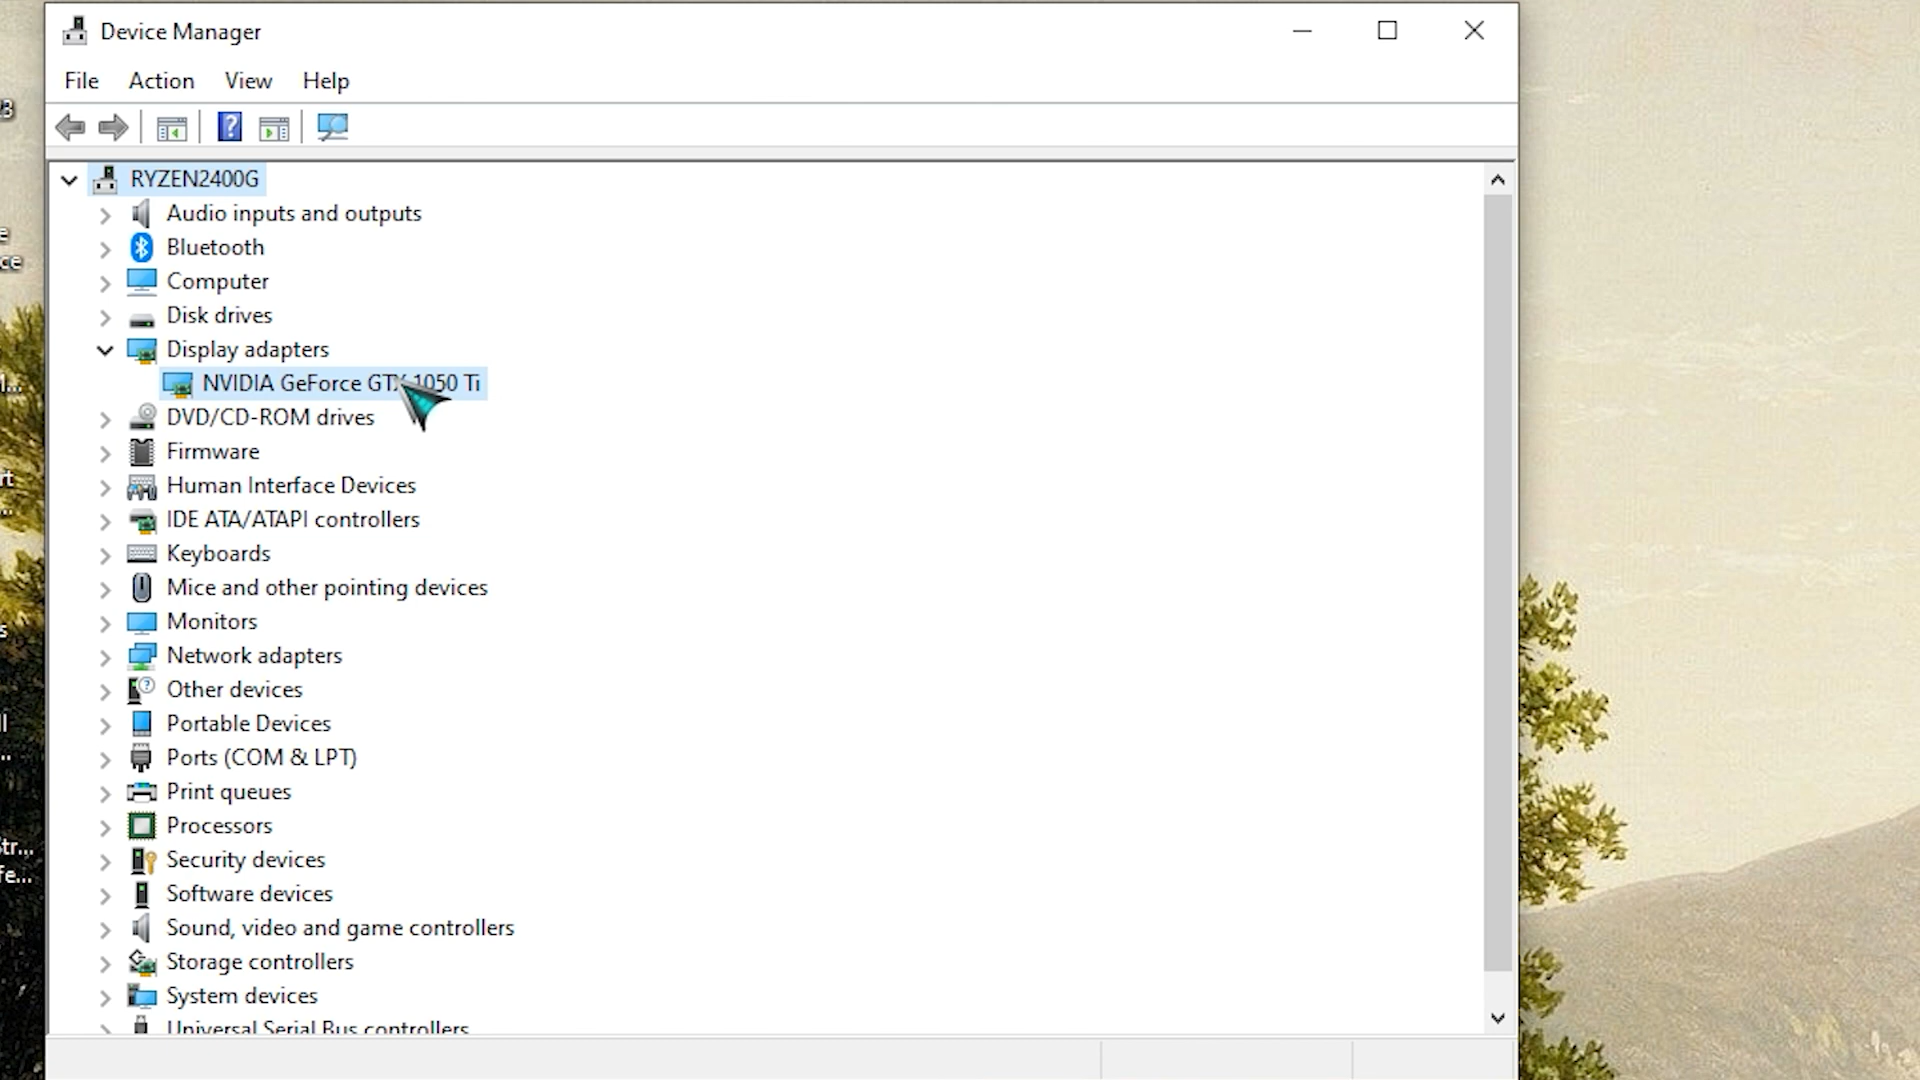 Device Manager
File Action View Help
RYZEN2400G
Audio inputs and outputs
Bluetooth
Computer
Disk drives
Display adapters
NVIDIA GeForce GTX 1050 Ti
DVD/CD-ROM drives
Firmware
Human Interface Devices
IDE ATA/ATAPI controllers
Keyboards
Mice and other pointing devices
Monitors
Network adapters
Other devices
Portable Devices
Ports (COM & LPT)
Print queues
Processors
Security devices
Software devices
Sound, video and game controllers
Storage controllers
System devices
Universal Serial Bus controllers